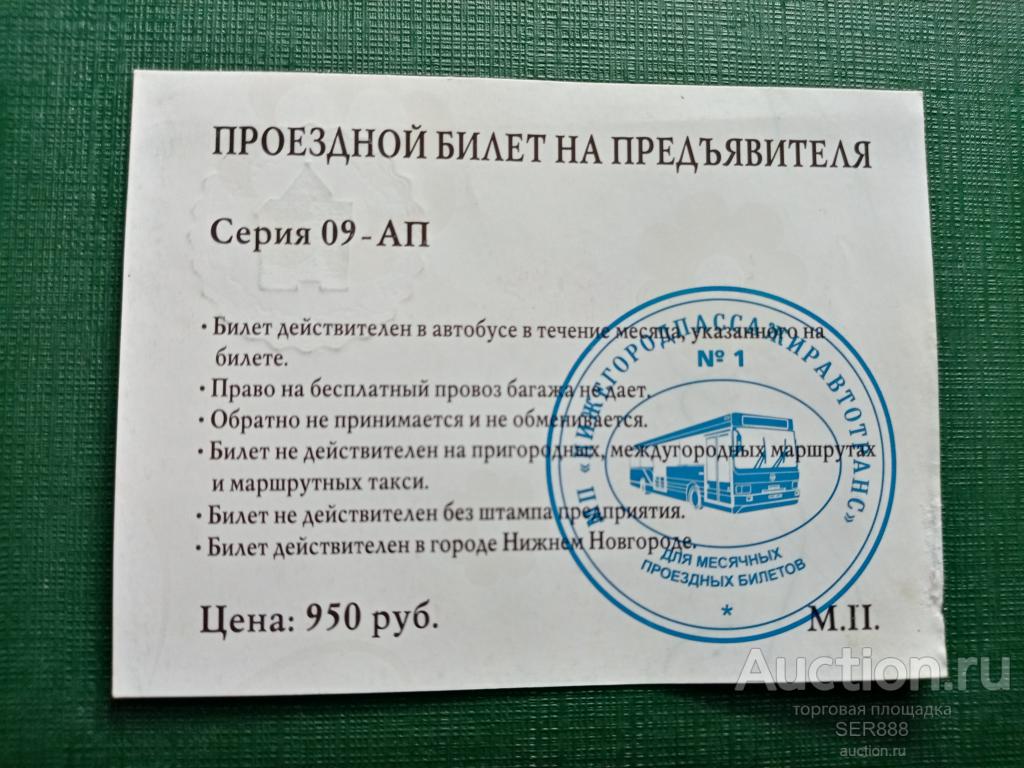 ПРОЕЗДНОЙ БИЛЕТ НА ПРЕДЪЯВИТЕЛЯ
Серия 09-АП
• Билет действителен в автобусе в течение месяца, указанного на
билете.
• Право на бесплатный провоз багажа не дает.
• Обратно не принимается и не обменивается.
• Билет не действителен на пригородных, междугородных маршрутах
и маршрутных такси.
• Билет не действителен без штампа предприятия.
• Билет действителен в городе Нижнем Новгороде.
Цена: 950 руб.
М.П.
МП «НИЖЕГОРОДПАССАЖИРАВТОТРАНС»
№ 1
ДЛЯ МЕСЯЧНЫХ
ПРОЕЗДНЫХ БИЛЕТОВ
*
Auction.ru
торговая площадка
SER888
auction.ru